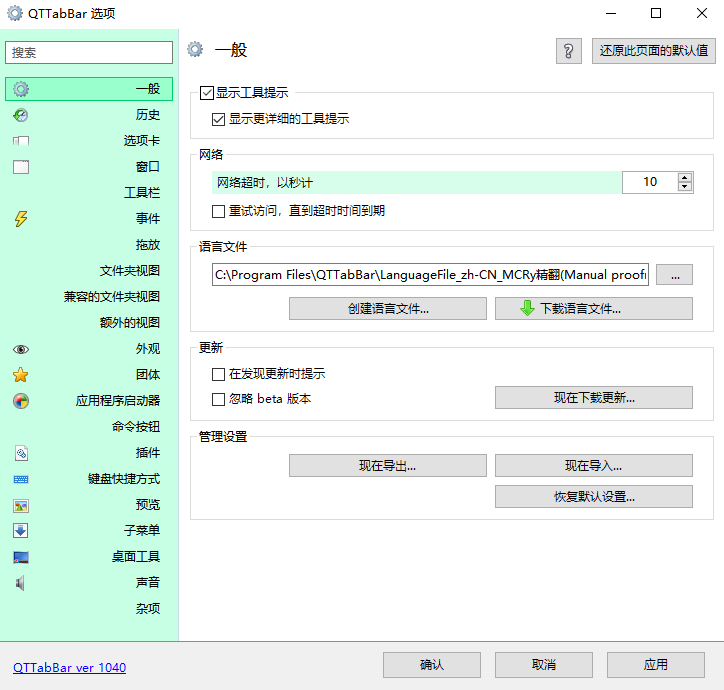 QTTabBar 选项
搜索
一般
历史
选项卡
窗口
工具栏
事件
拖放
文件夹视图
兼容的文件夹视图
额外的视图
外观
团体
应用程序启动器
命令按钮
插件
键盘快捷方式
预览
子菜单
桌面工具
声音
杂项
一般
?
还原此页面的默认值
显示工具提示
显示更详细的工具提示
网络
网络超时，以秒计
10
重试访问，直到超时时间到期
语言文件
C:\Program Files\QTTabBar\LanguageFile_zh-CN_MCRy精翻(Manual proofr
...
创建语言文件...
下载语言文件...
更新
在发现更新时提示
忽略 beta 版本
现在下载更新...
管理设置
现在导出...
现在导入...
恢复默认设置...
QTTabBar ver 1040
确认
取消
应用